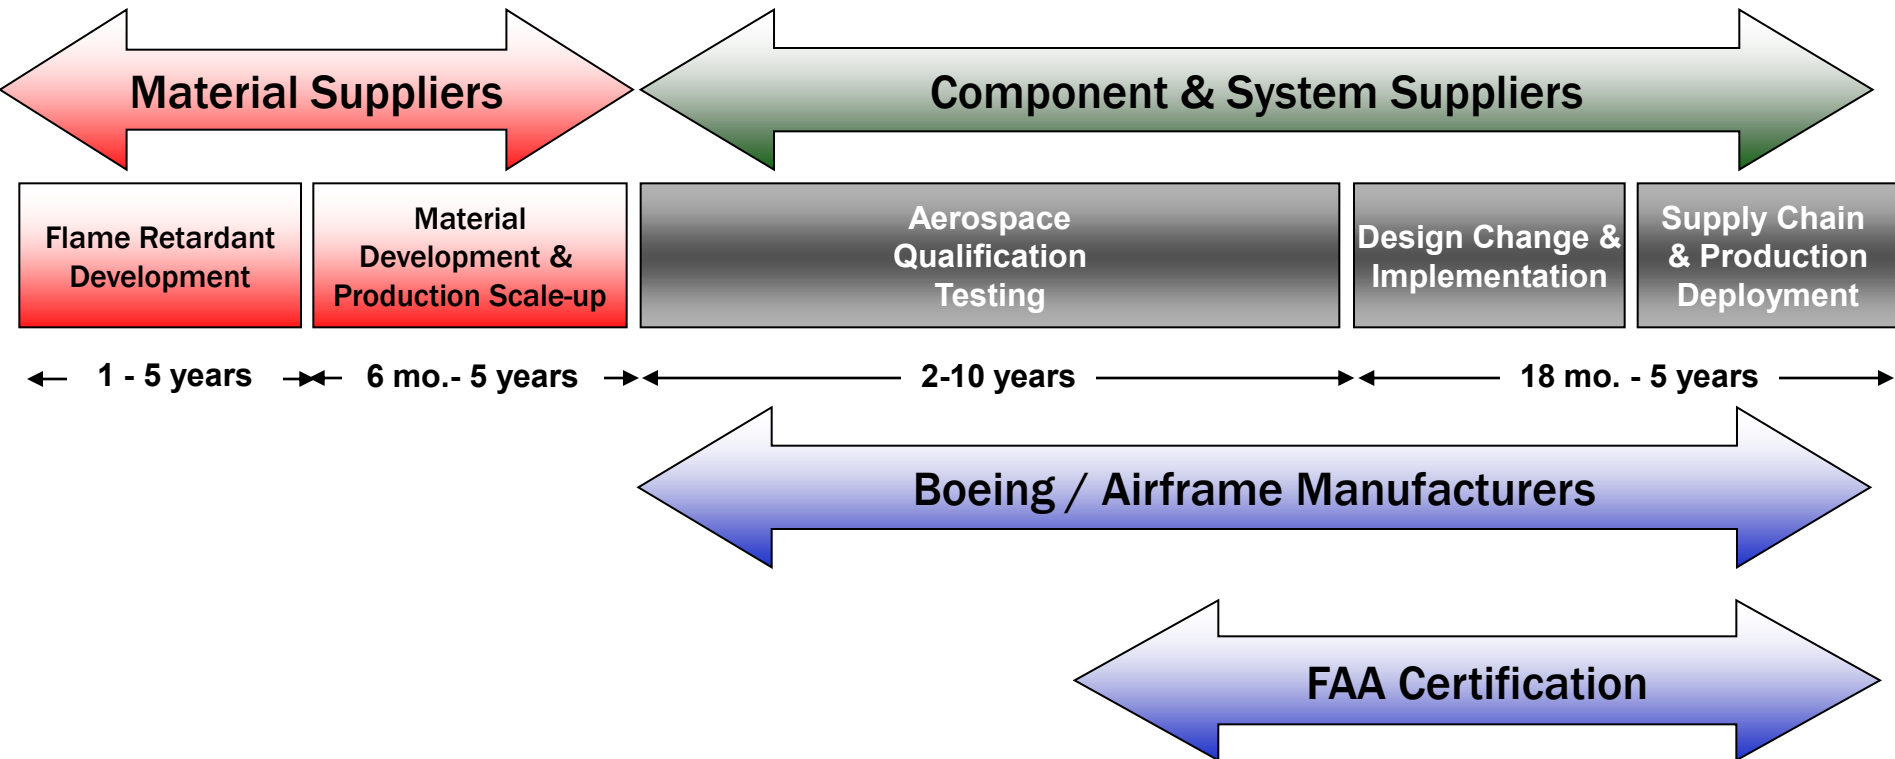 Material Suppliers
Component & System Suppliers
Flame Retardant
Development
Material
Development &
Production Scale-up
Aerospace
Qualification
Testing
Design Change &
Implementation
Supply Chain
& Production
Deployment
1 - 5 years
6 mo.- 5 years
2-10 years
18 mo. - 5 years
Boeing / Airframe Manufacturers
FAA Certification